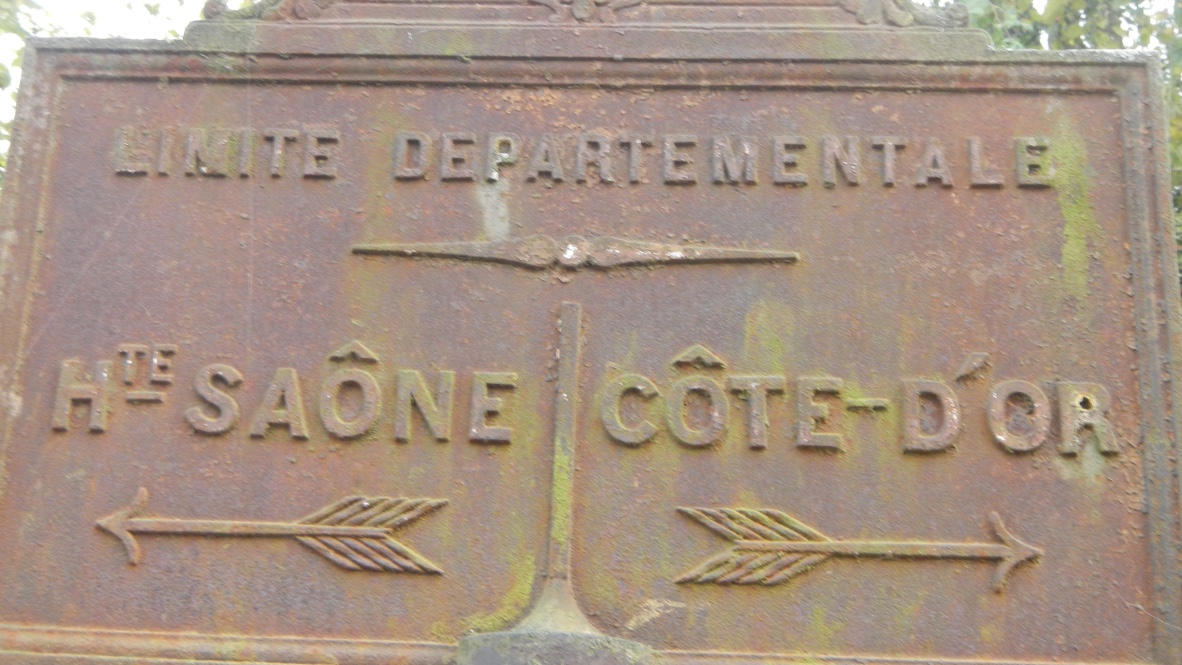 LIMITE DEPARTEMENTALE
Hᵀᴱ SAÔNE
CÔTE-D'OR